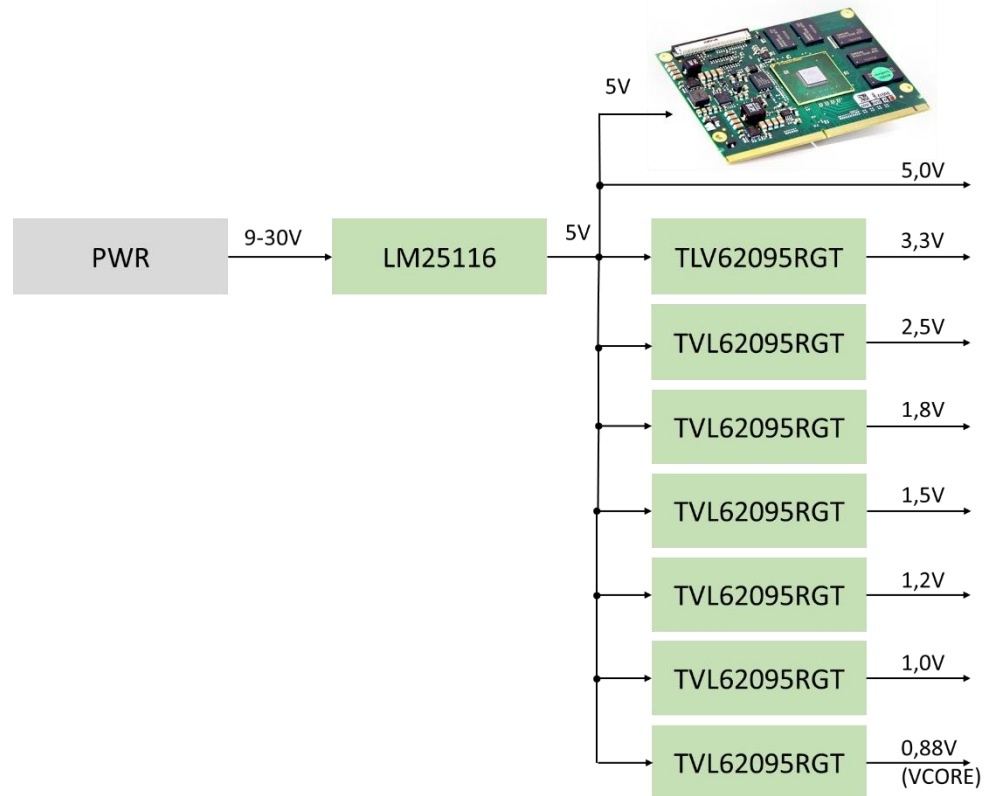 5V
5,0V
PWR
9-30V
LM25116
5V
TLV62095RGT
3,3V
TVL62095RGT
2,5V
TVL62095RGT
1,8V
TVL62095RGT
1,5V
TVL62095RGT
1,2V
TVL62095RGT
1,0V
TVL62095RGT
0,88V
(VCORE)